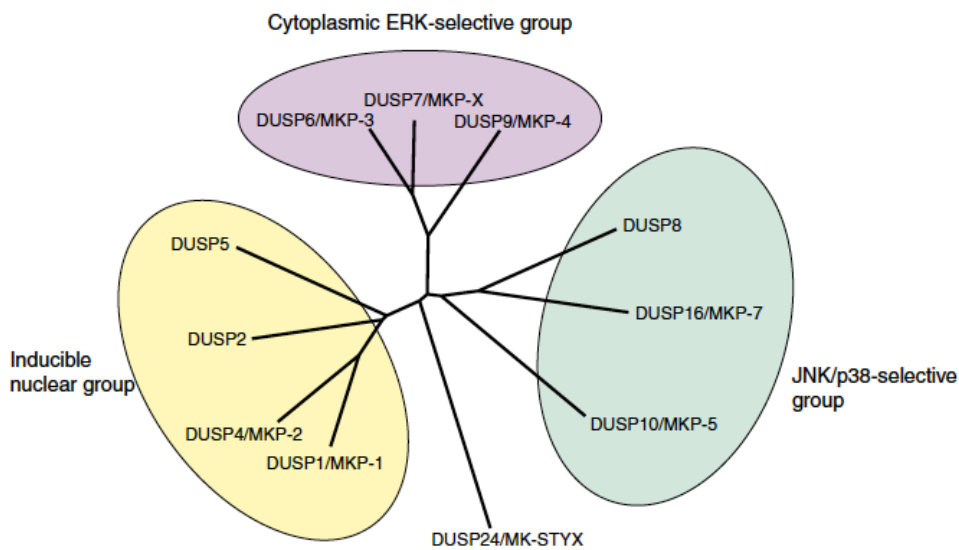 Cytoplasmic ERK-selective group
DUSP7/MKP-X
DUSP6/MKP-3
DUSP9/MKP-4
DUSP8
DUSP5
DUSP16/MKP-7
DUSP2
Inducible
nuclear group
JNK/p38-selective
group
DUSP10/MKP-5
DUSP4/MKP-2
DUSP1/MKP-1
DUSP24/MK-STYX